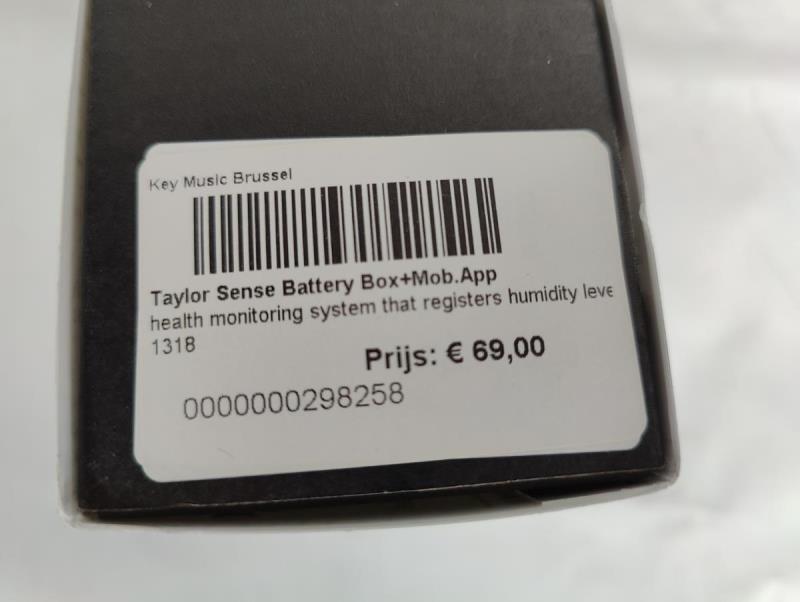 Key Music Brussel
Taylor Sense Battery Box+Mob.App
health monitoring system that registers humidity leve
1318
Prijs: € 69,00
0000000298258